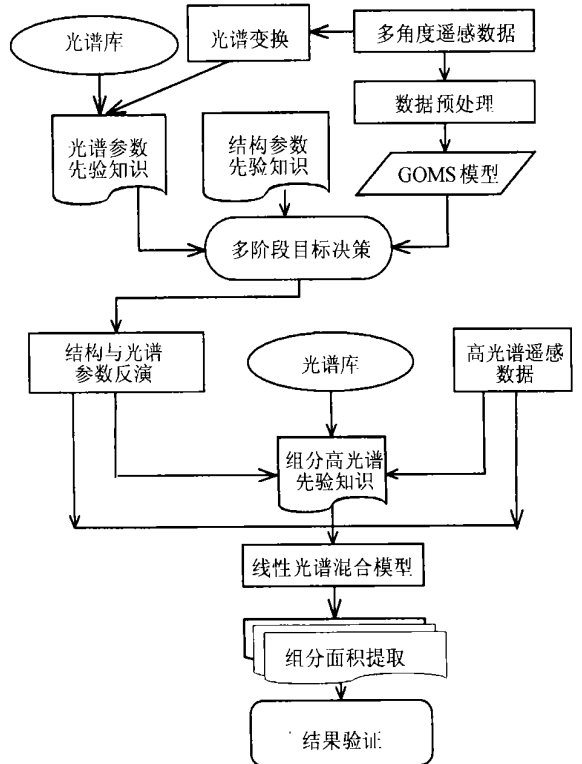 光谱库
光谱变换
多角度遥感数据
数据预处理
光谱参数
先验知识
结构参数
先验知识
GOMS 模型
多阶段目标决策
结构与光谱
参数反演
光谱库
高光谱遥感
数据
组分高光谱
先验知识
线性光谱混合模型
组分面积提取
结果验证